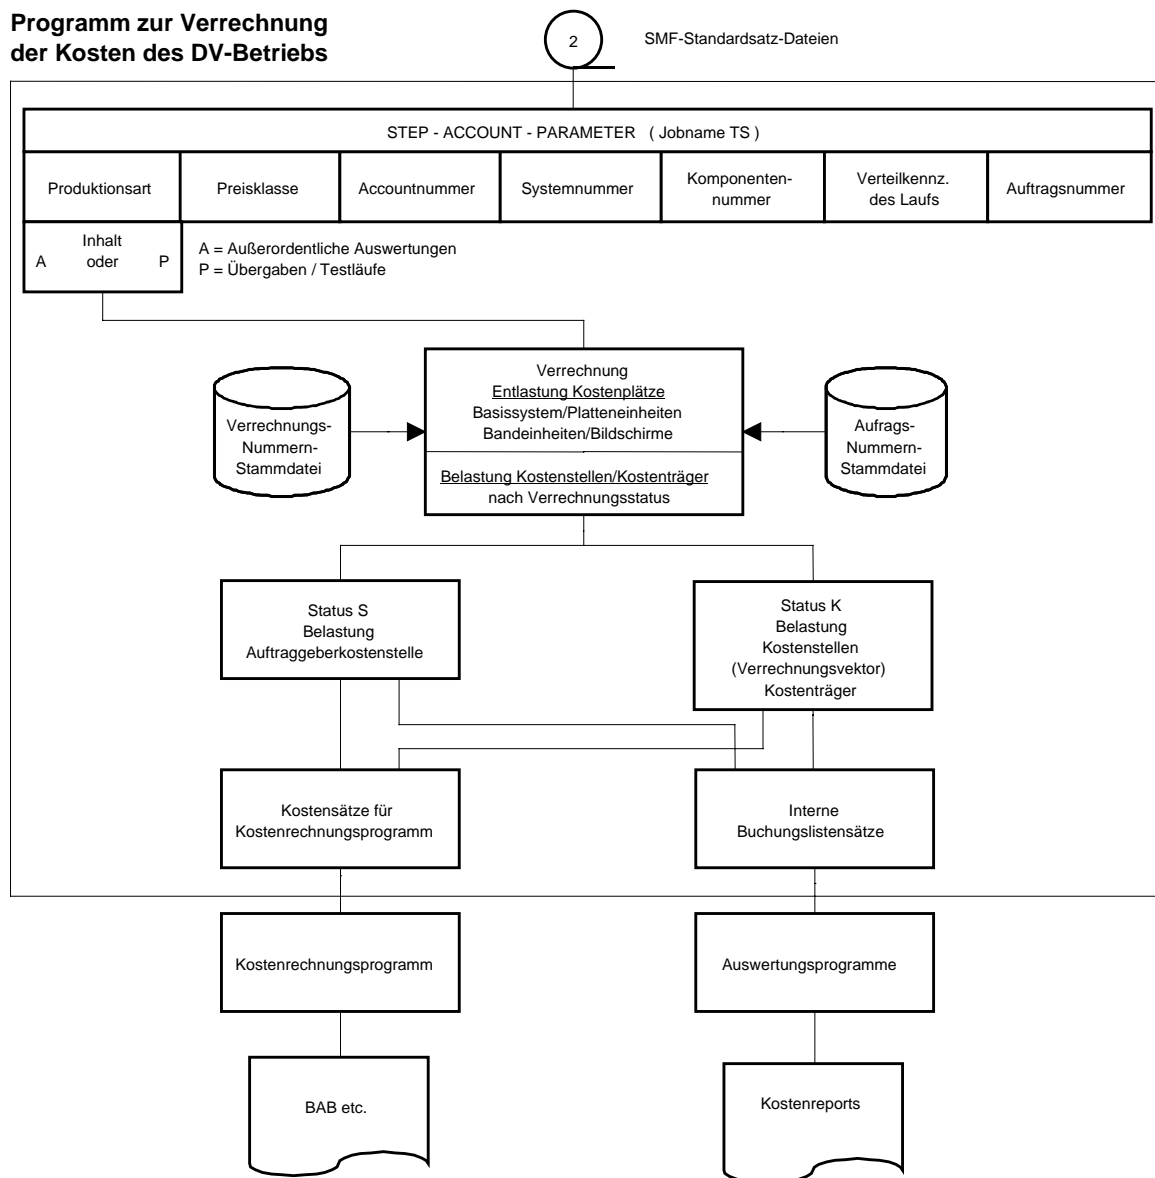 Programm zur Verrechnung
der Kosten des DV-Betriebs
2
SMF-Standardsatz-Dateien
STEP - ACCOUNT - PARAMETER ( Jobname TS )
Produktionsart
Preisklasse
Accountnummer
Systemnummer
Komponenten-
nummer
Verteilkennz.
des Laufs
Auftragsnummer
Inhalt
A oder P
A = Außerordentliche Auswertungen
P = Übergaben / Testläufe
Verrechnungs-
Nummern-
Stammdatei
Verrechnung
Entlastung Kostenplätze
Basissystem/Platteneinheiten
Bandeinheiten/Bildschirme
Belastung Kostenstellen/Kostenträger
nach Verrechnungsstatus
Aufrags-
Nummern-
Stammdatei
Status S
Belastung
Auftraggeberkostenstelle
Status K
Belastung
Kostenstellen
(Verrechnungsvektor)
Kostenträger
Kostensätze für
Kostenrechnungsprogramm
Interne
Buchungslistensätze
Kostenrechnungsprogramm
Auswertungsprogramme
BAB etc.
Kostenreports